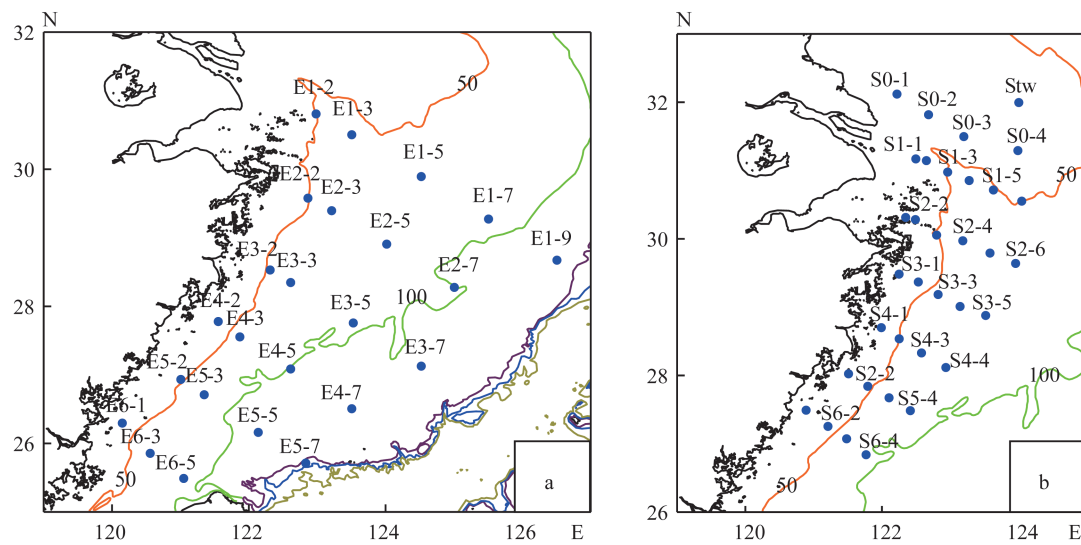 N
32
50
E1-2
E1-3
E1-5
30
E2-2
E2-3
E1-7
E2-5
E1-9
E3-2
E3-3
E2-7
28
E4-2
E4-3
E3-5
100
E5-2
E5-3
E4-5
E3-7
E6-1
E4-7
E6-3
E5-5
26
E6-5
E5-7
50
a
120
122
124
126
E
N
32
S0-1
Stw
S0-2
S0-3
S0-4
S1-1
S1-3
S1-5
50
S2-2
S2-4
30
S2-6
S3-1
S3-3
S3-5
S4-1
S4-3
S4-4
28
S2-2
100
S5-4
S6-2
S6-4
50
b
26
120
122
124
E